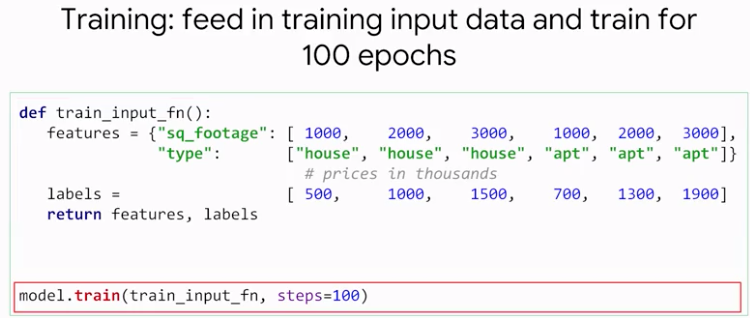 Training: feed in training input data and train for
100 epochs
def train_input_fn():
features = {"sq_footage": [ 1000, 2000, 3000, 1000, 2000, 3000],
"type": ["house", "house", "house", "apt", "apt", "apt"]}
# prices in thousands
labels = [ 500, 1000, 1500, 700, 1300, 1900]
return features, labels
model.train(train_input_fn, steps=100)